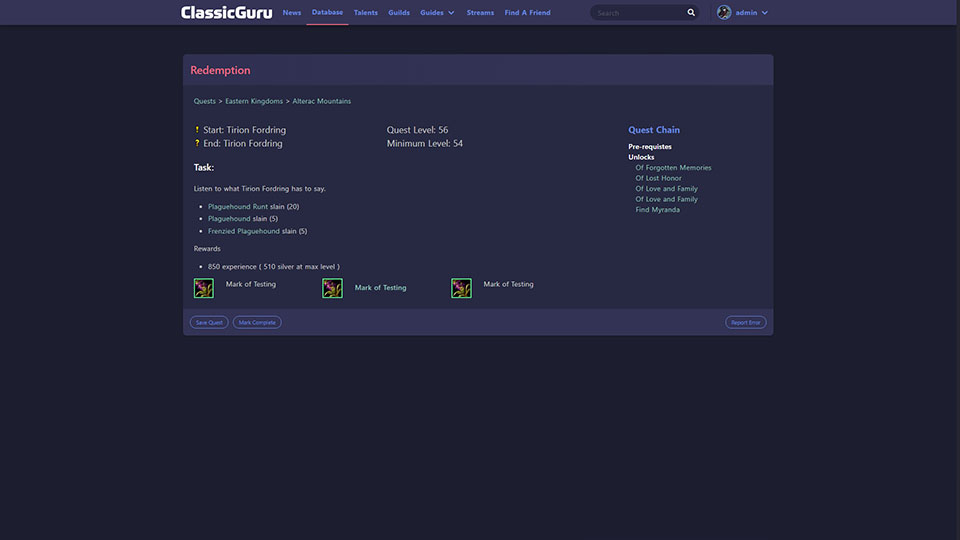 ClassicGuru News Database Talents Guilds Guides Streams Find A Friend Search admin
Redemption
Quests > Eastern Kingdoms > Alterac Mountains
! Start: Tirion Fordring
? End: Tirion Fordring
Quest Level: 56
Minimum Level: 54
Task:
Listen to what Tirion Fordring has to say.
• Plaguehound Runt slain (20)
• Plaguehound slain (5)
• Frenzied Plaguehound slain (5)
Rewards
• 850 experience ( 510 silver at max level )
Mark of Testing Mark of Testing Mark of Testing
Quest Chain
Pre-requistes
Unlocks
Of Forgotten Memories
Of Lost Honor
Of Love and Family
Of Love and Family
Find Myranda
Save Quest Mark Complete Report Error